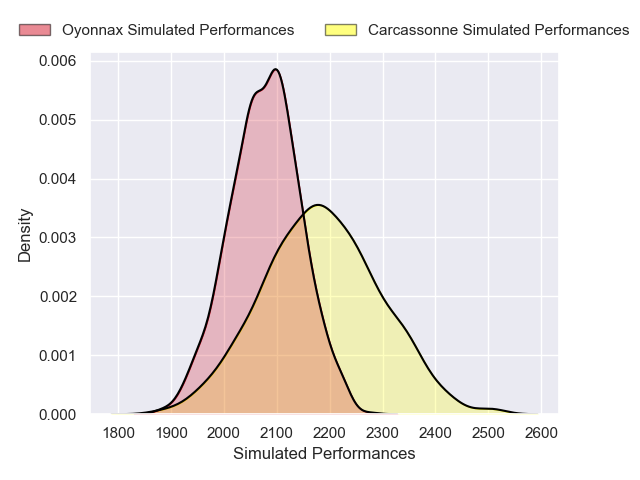 Oyonnax Simulated Performances
Carcassonne Simulated Performances
0.006
0.005
0.004
0.003
0.002
0.001
0.000
Density
1800 1900 2000 2100 2200 2300 2400 2500 2600
Simulated Performances